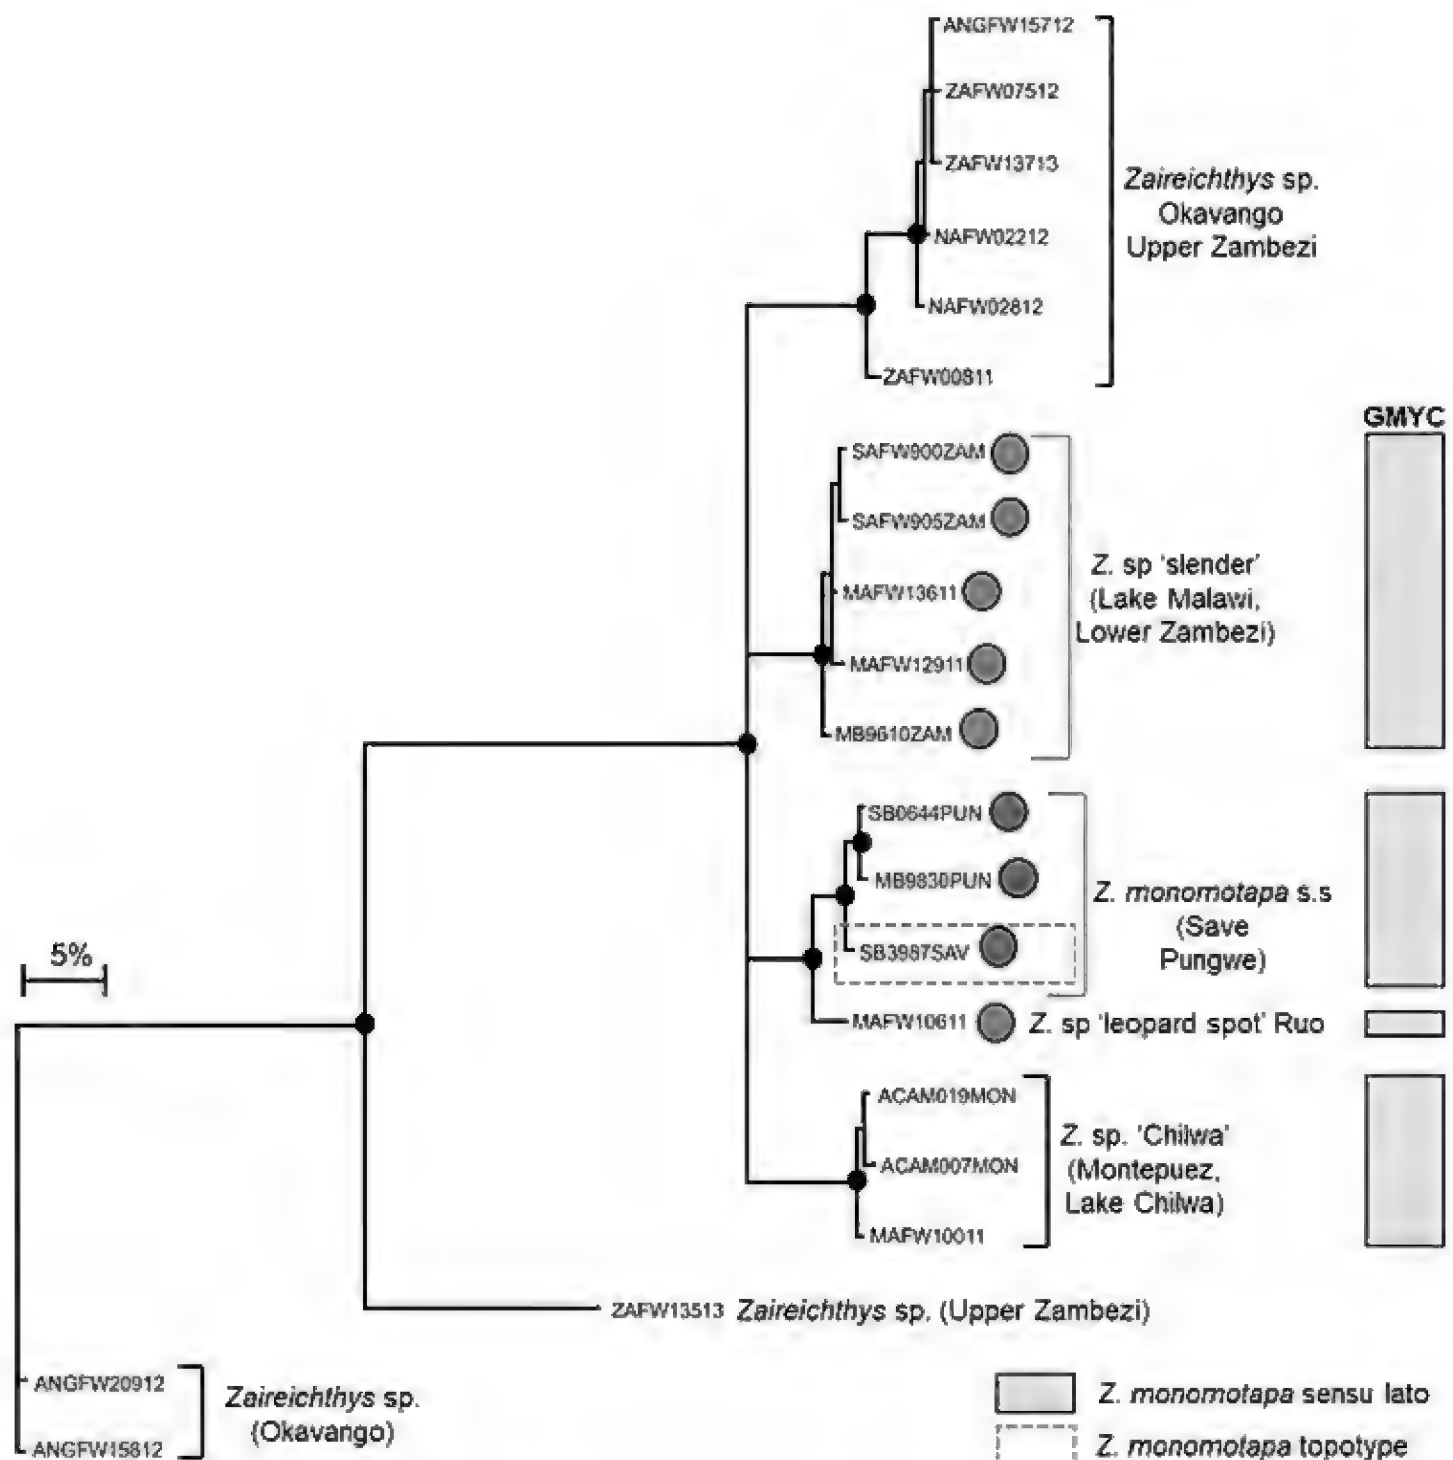 ANGFW15712
ZAFW07512
ZAFW13713
NAFW02212
NAFW02812
ZAFW00811
Zaireichthys sp.
Okavango
Upper Zambezi
GMYC
SAFW900ZAM
SAFW905ZAM
MAFW13611
MAFW12911
MB9610ZAM
Z. sp 'slender'
(Lake Malawi,
Lower Zambezi)
SB0644PUN
MB9830PUN
SB3987SAV
Z. monomotapa s.s
(Save
Pungwe)
MAFW10611 Z. sp 'leopard spot' Ruo
5%
ACAM019MON
ACAM007MON
MAFW10011
Z. sp. 'Chilwa'
(Montepuez,
Lake Chilwa)
ZAFW13513 Zaireichthys sp. (Upper Zambezi)
ANGFW20912
ANGFW15812
Zaireichthys sp.
(Okavango)
Z. monomotapa sensu lato
Z. monomotapa topotype